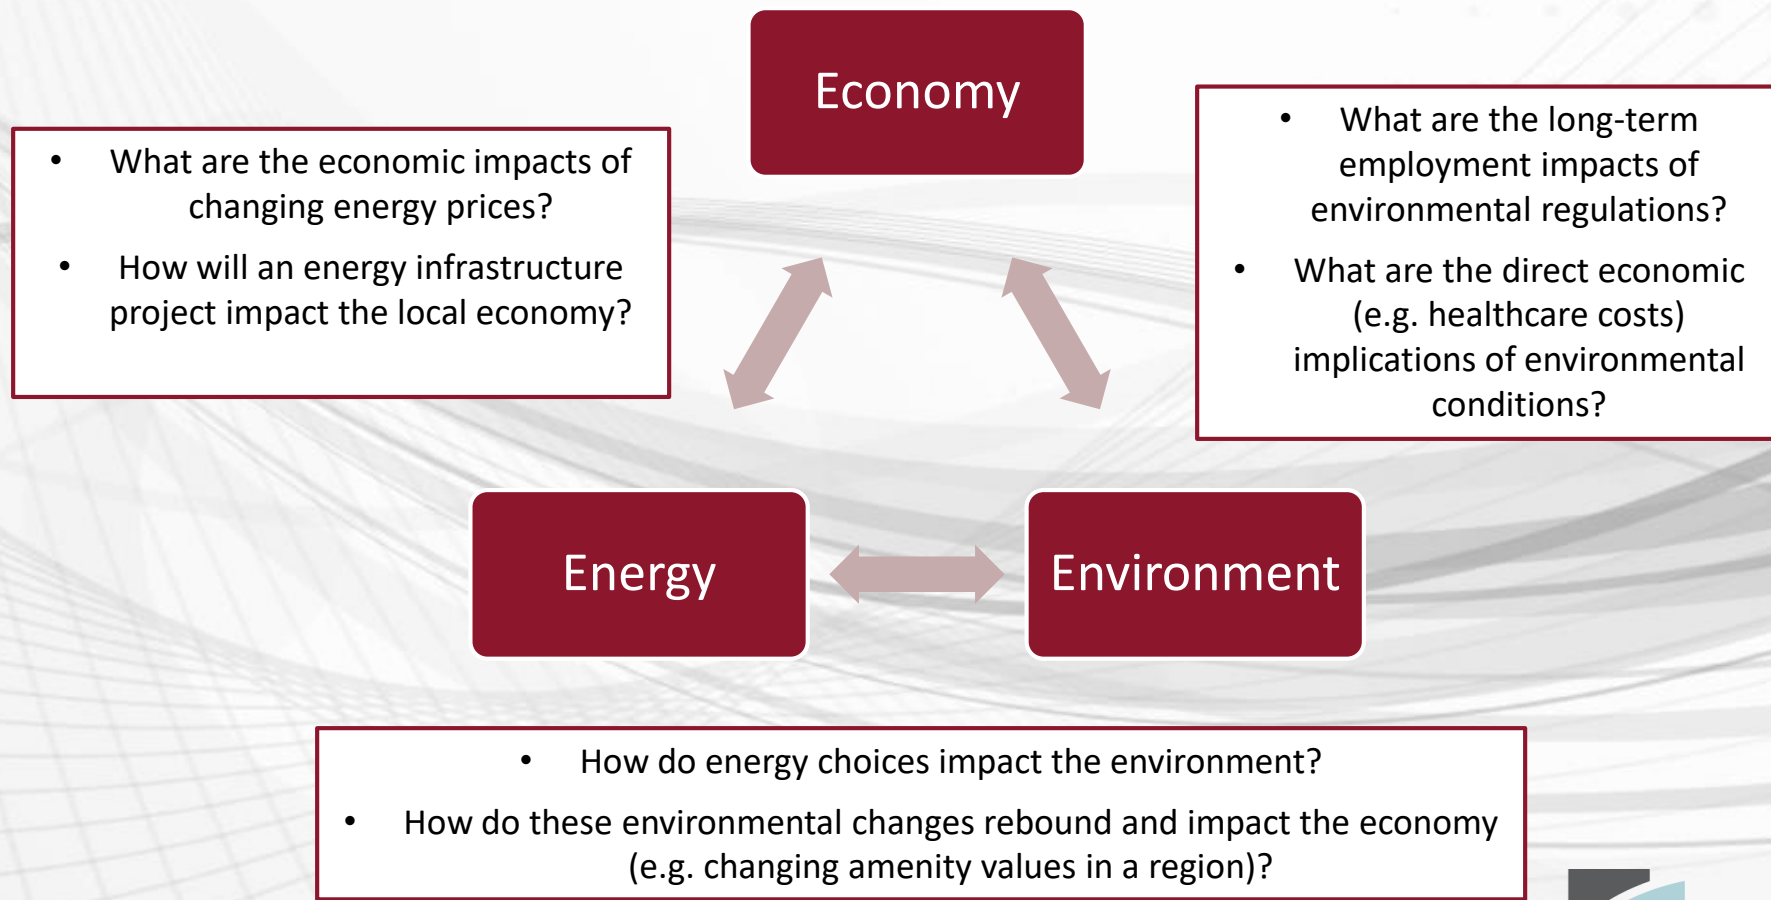 Economy
• What are the economic impacts of
changing energy prices?
• How will an energy infrastructure
project impact the local economy?
• What are the long-term
employment impacts of
environmental regulations?
• What are the direct economic
(e.g. healthcare costs)
implications of environmental
conditions?
Energy
Environment
• How do energy choices impact the environment?
• How do these environmental changes rebound and impact the economy
(e.g. changing amenity values in a region)?